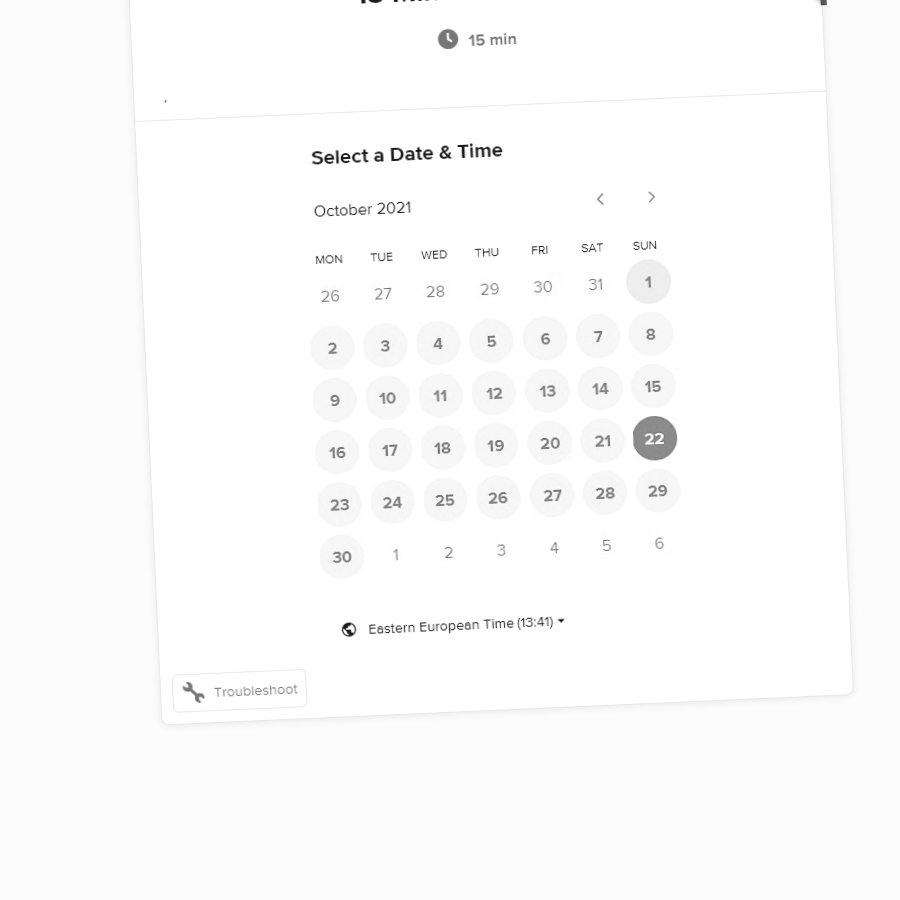 15 min
Select a Date & Time
October 2021
MON TUE WED THU FRI SAT SUN
26 27 28 29 30 31 1
2 3 4 5 6 7 8
9 10 11 12 13 14 15
16 17 18 19 20 21 22
23 24 25 26 27 28 29
30 1 2 3 4 5 6
Eastern European Time (13:41)
Troubleshoot